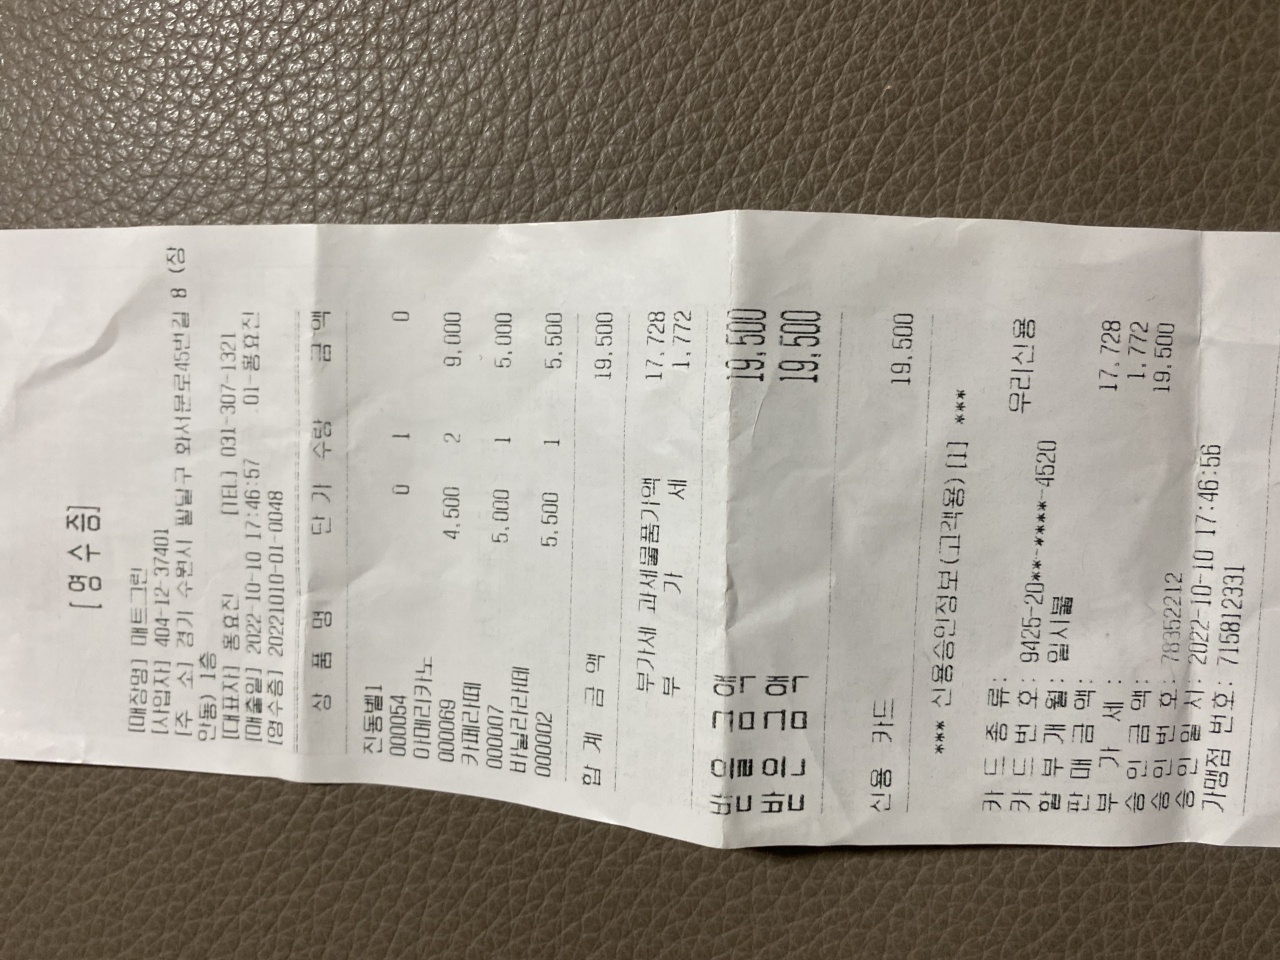 [ 영 수 증 ]
[매장명] 매트그린
[사업자] 404-12-37401
[주   소] 경기 수원시 팔달구 화서문로45번길 8 (장
안동) 1층
[대표자] 용요진 [TEL] 031-307-1321
[매출일] 2022-10-10 17:46:57 01-용요진
[영수증] 20221010-01-0048
상 품 명 단 가 수량 금 액
진동벨1
000054 0 1 0
아메리카노
000069 4,500 2 9,000
카페라떼
000007 5,000 1 5,000
바닐라라떼
000002 5,500 1 5,500
합 계 금 액 19,500
부가세 과세물품가액 17,728
부 가 세 1,772
받을금액 19,500
받은금액 19,500
신용 카드 19,500
*** 신용승인정보(고객용) [1] ***
카 드 종 류: 우리신용
카 드 번 호: 9425-20**-****-4520
할 부 개 월: 일시불
판 매 금 액: 17,728
부 가 세: 1,772
승 인 금 액: 19,500
승 인 번 호: 78352212
승 인 일 시: 2022-10-10 17:46:56
가맹점 번호: 715812331